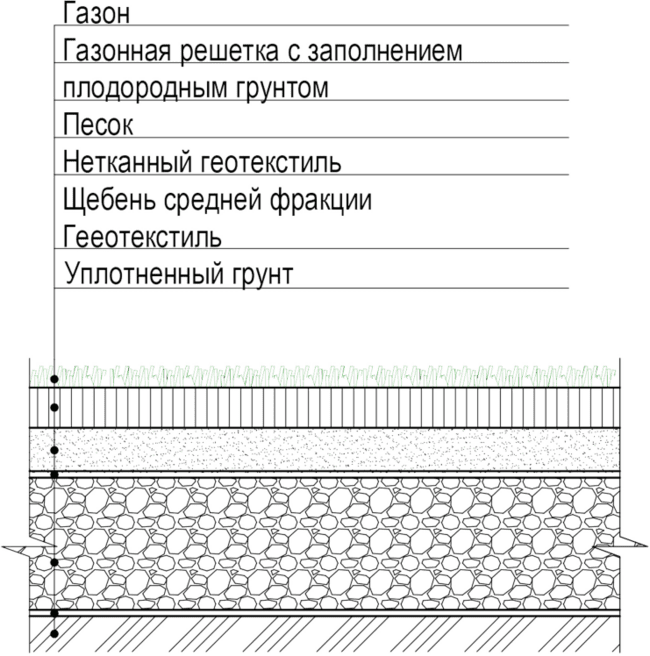 Газон
Газонная решетка с заполнением
плодородным грунтом
Песок
Нетканный геотекстиль
Щебень средней фракции
Гееотекстиль
Уплотненный грунт